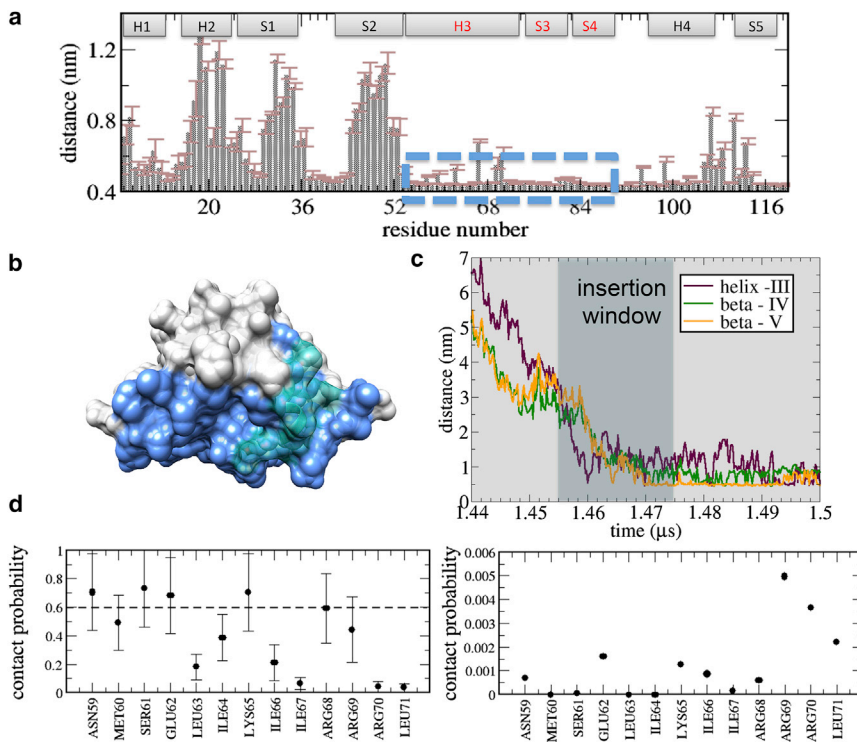 a
H1 H2 S1 S2 H3 S3 S4 H4 S5
distance (nm)
1.2
0.8
0.4
20 36 52 68 84 100 116
residue number
b
c
distance (nm)
7
6
5
4
3
2
1
0
insertion
window
helix -III
beta - IV
beta - V
1.44 1.45 1.46 1.47 1.48 1.49 1.5
time (μs)
d
contact probability
1
0.8
0.6
0.4
0.2
0
ASN59 MET60 SER61 GLU62 LEU63 ILE64 LYS65 ILE66 ILE67 ARG68 ARG69 ARG70 LEU71
contact probability
0.006
0.005
0.004
0.003
0.002
0.001
0
ASN59 MET60 SER61 GLU62 LEU63 ILE64 LYS65 ILE66 ILE67 ARG68 ARG69 ARG70 LEU71